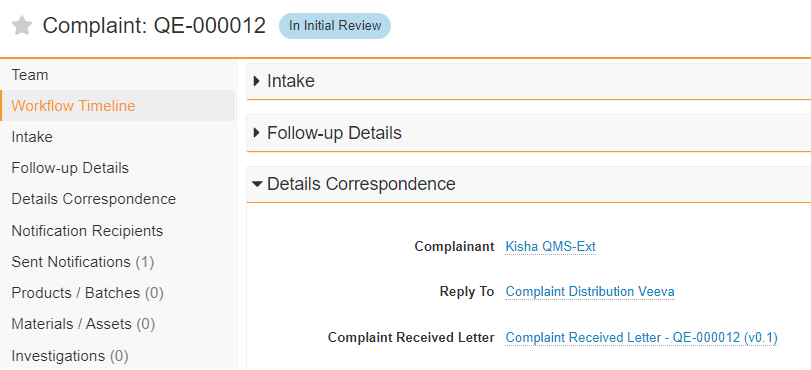 Complaint: QE-000012 In Initial Review
Team
Workflow Timeline
Intake
Follow-up Details
Details Correspondence
Notification Recipients
Sent Notifications (1)
Products / Batches (0)
Materials / Assets (0)
Investigations (0)
Intake
Follow-up Details
Details Correspondence
Complainant Kisha QMS-Ext
Reply To Complaint Distribution Veeva
Complaint Received Letter Complaint Received Letter - QE-000012 (v0.1)